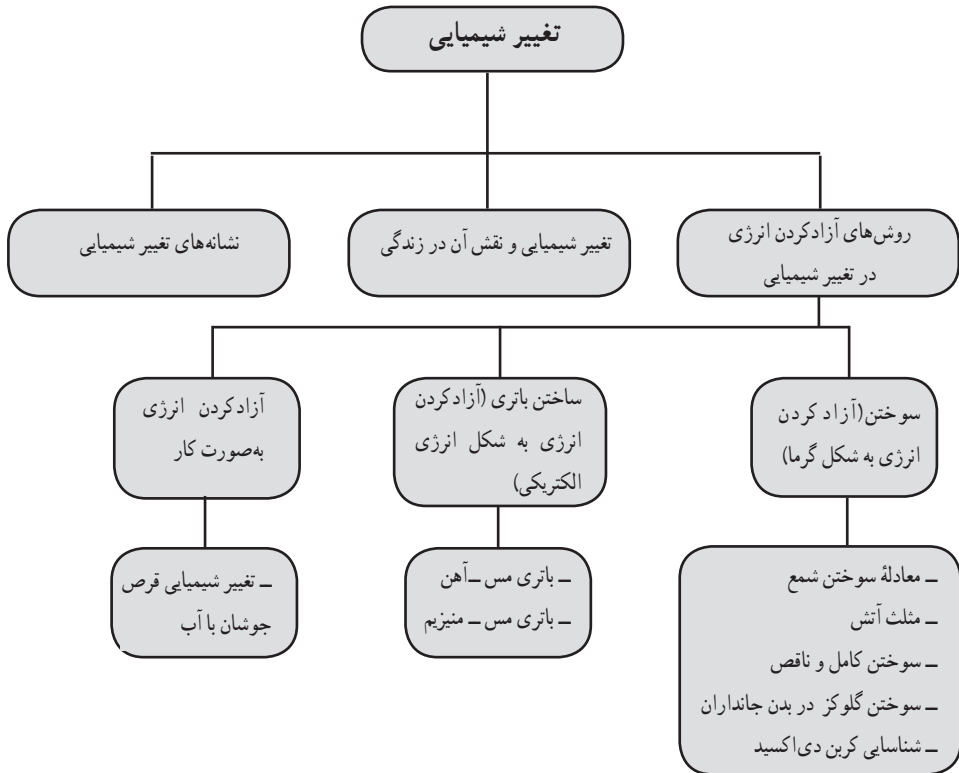 تغییر شیمیایی
روش‌های آزادکردن انرژی
در تغییر شیمیایی
تغییر شیمیایی و نقش آن در زندگی
نشانه‌های تغییر شیمیایی
سوختن(آزاد کردن
انرژی به شکل گرما)
ساختن باتری (آزادکردن
انرژی به شکل انرژی
الکتریکی)
آزادکردن انرژی
به‌صورت کار
ــ معادلهٔ سوختن شمع
ــ مثلث آتش
ــ سوختن کامل و ناقص
ــ سوختن گلوکز در بدن جانداران
ــ شناسایی کربن دی‌اکسید
ــ باتری مس ــ آهن
ــ باتری مس ــ منیزیم
ــ تغییر شیمیایی قرص
جوشان با آب